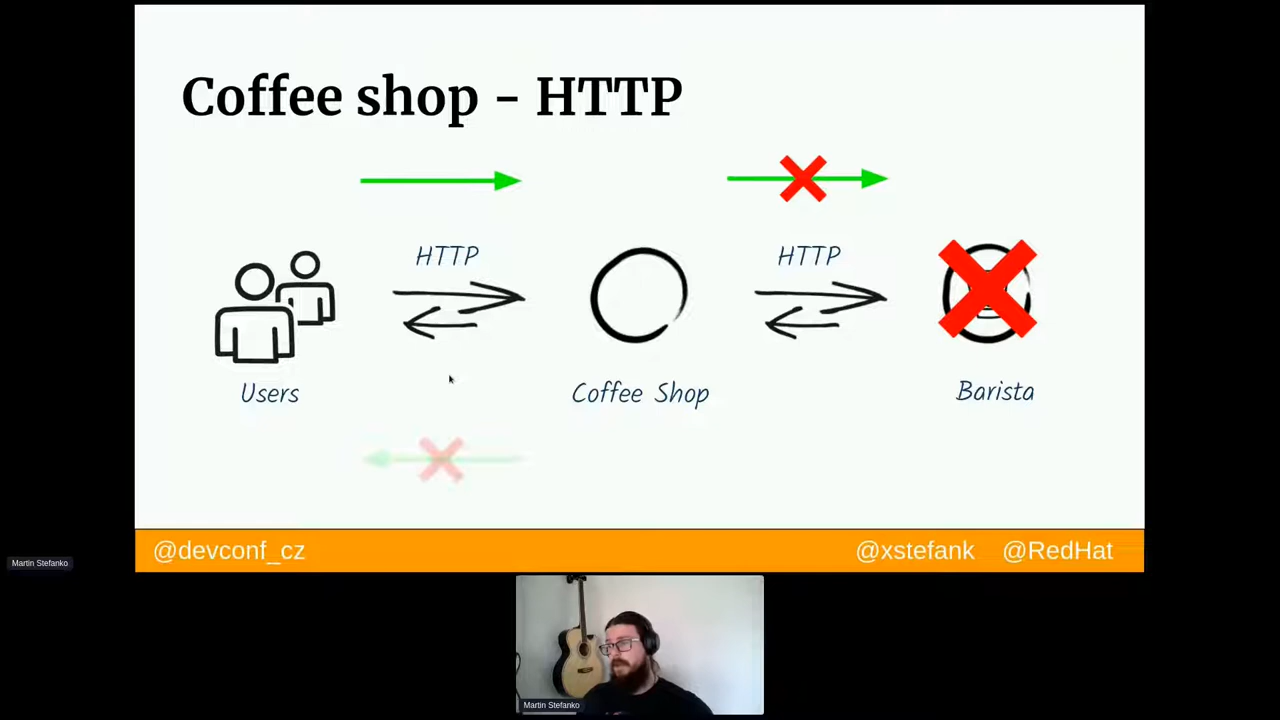 Coffee shop - HTTP
HTTP
HTTP
Users
Coffee Shop
Barista
@devconf_cz
@xstefank @RedHat
Martin Stefanko
Martin Stefanko